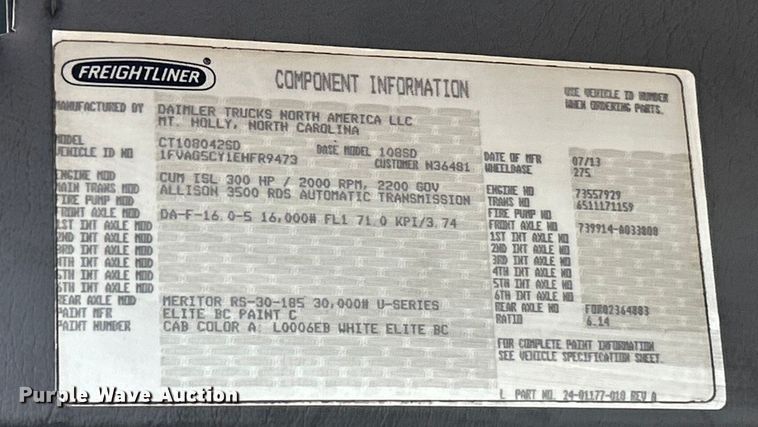 FREIGHTLINER
COMPONENT INFORMATION
USE VEHICLE ID NUMBER
WHEN ORDERING PARTS.
MANUFACTURED BY DAIMLER TRUCKS NORTH AMERICA LLC
MT. HOLLY, NORTH CAROLINA
MODEL CT108042SD BASE MODEL 108SD DATE OF MFR 07/13
VEHICLE ID NO 1FVAG5CY1EHFR9473 CUSTOMER N36481 WHEELBASE 275
ENGINE MOD CUM ISL 300 HP / 2000 RPM, 2200 GOV ENGINE NO 73557929
MAIN TRANS MOD ALLISON 3500 RDS AUTOMATIC TRANSMISSION TRANS NO 6511171159
FIRE PUMP MOD FIRE PUMP NO
FRONT AXLE MOD DA-F-16.0-5 16,000# FL1 71.0 KPI/3.74 FRONT AXLE NO 739914-A033808
1ST INT AXLE MOD 1ST INT AXLE NO
2ND INT AXLE MOD 2ND INT AXLE NO
3RD INT AXLE MOD 3RD INT AXLE NO
4TH INT AXLE MOD 4TH INT AXLE NO
5TH INT AXLE MOD 5TH INT AXLE NO
6TH INT AXLE MOD 6TH INT AXLE NO
REAR AXLE MOD MERITOR RS-30-185 30,000# U-SERIES REAR AXLE NO FOR02364883
PAINT MFR ELITE BC PAINT C RATIO 6.14
PAINT NUMBER CAB COLOR A: L0006EB WHITE ELITE BC
FOR COMPLETE PAINT INFORMATION
SEE VEHICLE SPECIFICATION SHEET.
L PART NO. 24-01177-010 REV A
Purple Wave Auction